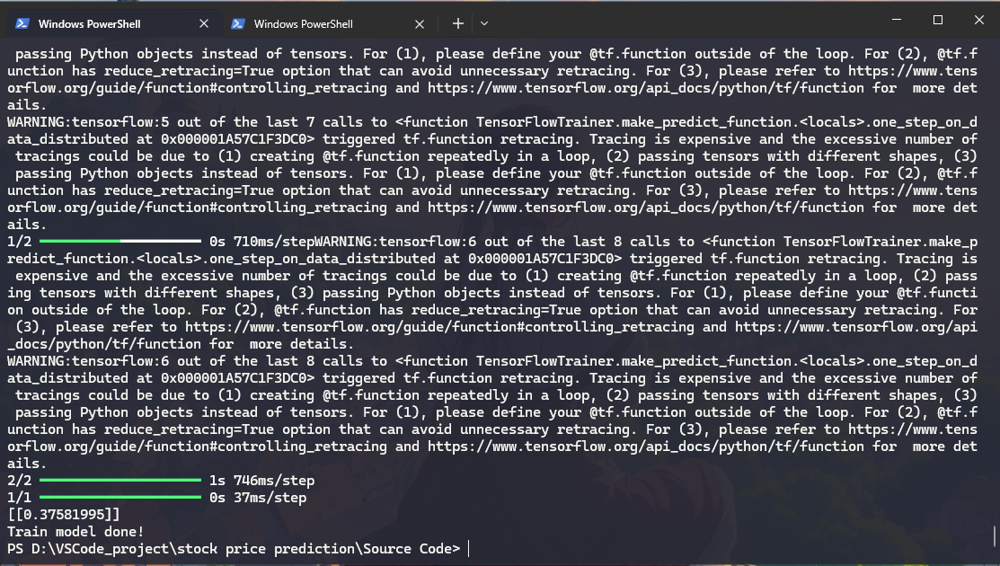 Windows PowerShell
Windows PowerShell
passing Python objects instead of tensors. For (1), please define your @tf.function outside of the loop. For (2), @tf.f
unction has reduce_retracing=True option that can avoid unnecessary retracing. For (3), please refer to https://www.tens
orflow.org/guide/function#controlling_retracing and https://www.tensorflow.org/api_docs/python/tf/function for  more det
ails.
WARNING:tensorflow:5 out of the last 7 calls to <function TensorFlowTrainer.make_predict_function.<locals>.one_step_on_d
ata_distributed at 0x000001A57C1F3DC0> triggered tf.function retracing. Tracing is expensive and the excessive number of
tracings could be due to (1) creating @tf.function repeatedly in a loop, (2) passing tensors with different shapes, (3)
passing Python objects instead of tensors. For (1), please define your @tf.function outside of the loop. For (2), @tf.f
unction has reduce_retracing=True option that can avoid unnecessary retracing. For (3), please refer to https://www.tens
orflow.org/guide/function#controlling_retracing and https://www.tensorflow.org/api_docs/python/tf/function for  more det
ails.
1/2 0s 710ms/stepWARNING:tensorflow:6 out of the last 8 calls to <function TensorFlowTrainer.make_p
redict_function.<locals>.one_step_on_data_distributed at 0x000001A57C1F3DC0> triggered tf.function retracing. Tracing is
expensive and the excessive number of tracings could be due to (1) creating @tf.function repeatedly in a loop, (2) pass
ing tensors with different shapes, (3) passing Python objects instead of tensors. For (1), please define your @tf.functi
on outside of the loop. For (2), @tf.function has reduce_retracing=True option that can avoid unnecessary retracing. For
(3), please refer to https://www.tensorflow.org/guide/function#controlling_retracing and https://www.tensorflow.org/api
_docs/python/tf/function for  more details.
WARNING:tensorflow:6 out of the last 8 calls to <function TensorFlowTrainer.make_predict_function.<locals>.one_step_on_d
ata_distributed at 0x000001A57C1F3DC0> triggered tf.function retracing. Tracing is expensive and the excessive number of
tracings could be due to (1) creating @tf.function repeatedly in a loop, (2) passing tensors with different shapes, (3)
passing Python objects instead of tensors. For (1), please define your @tf.function outside of the loop. For (2), @tf.f
unction has reduce_retracing=True option that can avoid unnecessary retracing. For (3), please refer to https://www.tens
orflow.org/guide/function#controlling_retracing and https://www.tensorflow.org/api_docs/python/tf/function for  more det
ails.
2/2 1s 746ms/step
1/1 0s 37ms/step
[[0.37581995]]
Train model done!
PS D:\VSCode_project\stock price prediction\Source Code>